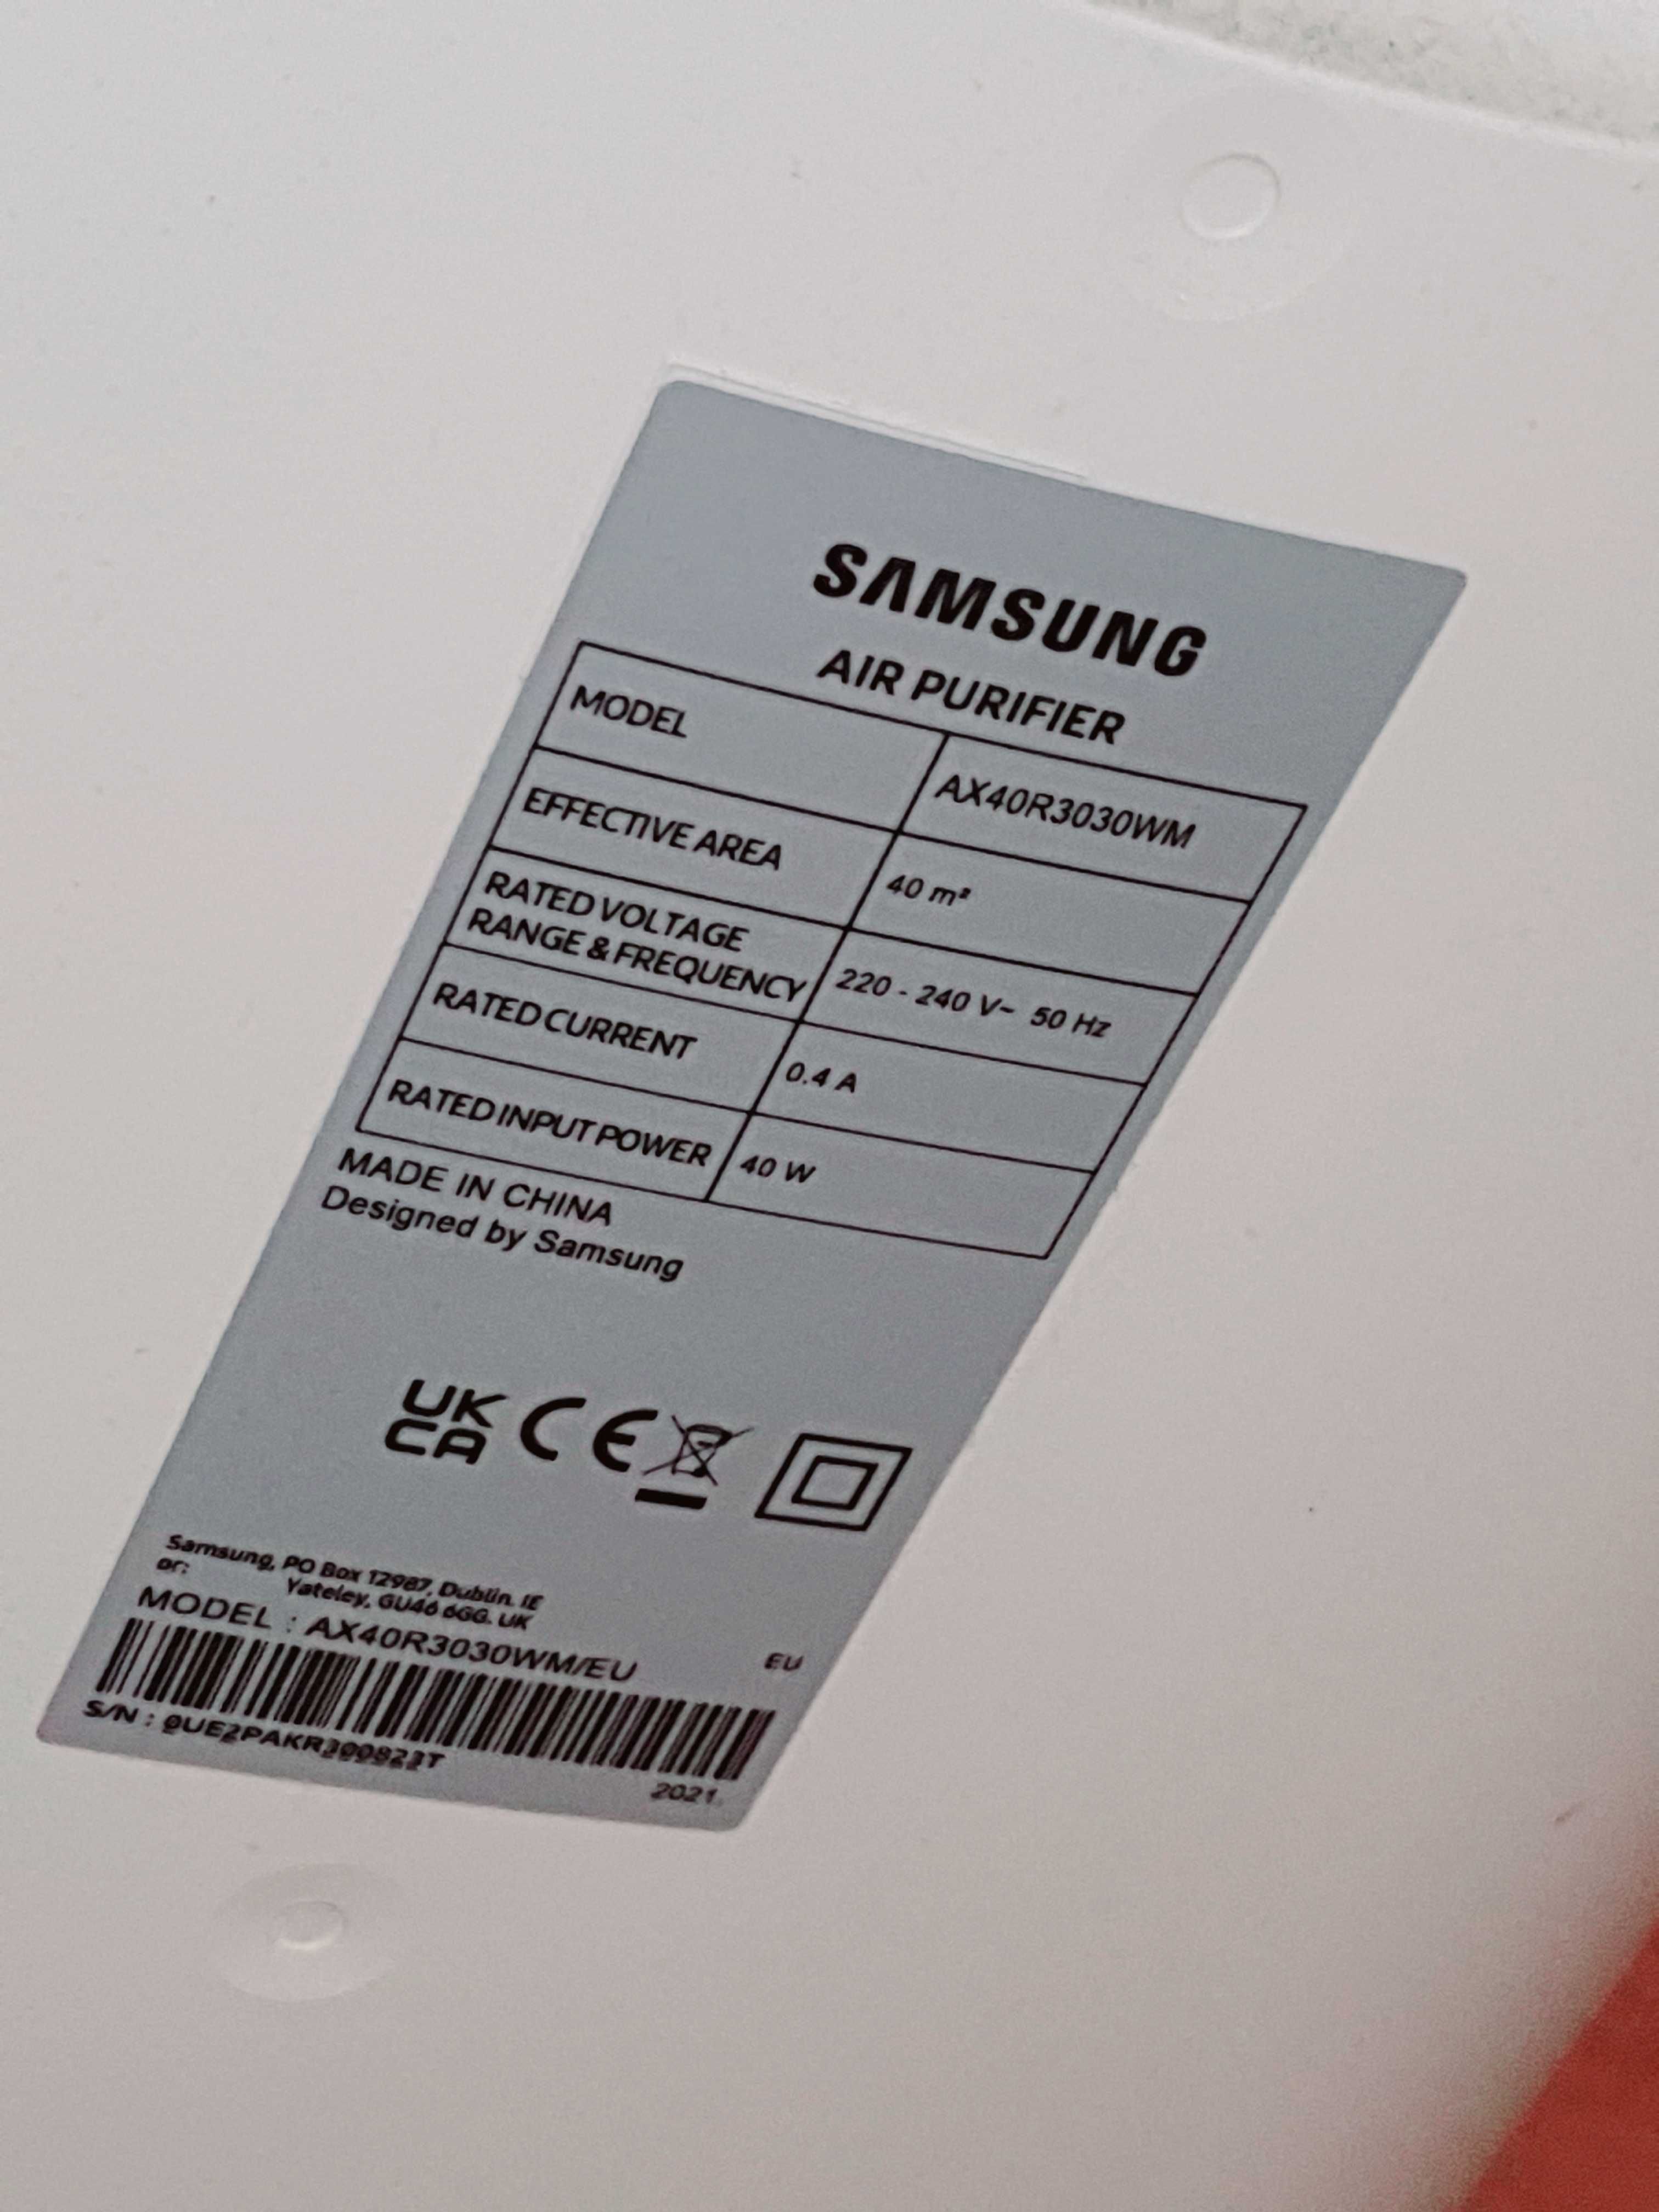 SAMSUNG
AIR PURIFIER
MODEL AX40R3030WM
EFFECTIVE AREA 40 m²
RATED VOLTAGE
RANGE & FREQUENCY 220 - 240 V~ 50 Hz
RATED CURRENT 0.4 A
RATED INPUT POWER 40 W
MADE IN CHINA
Designed by Samsung
UK
CA CE
Samsung, PO Box 12987, Dublin. IE
or: Yateley, GU46 6GG. UK
MODEL : AX40R3030WM/EU EU
S/N :
2021